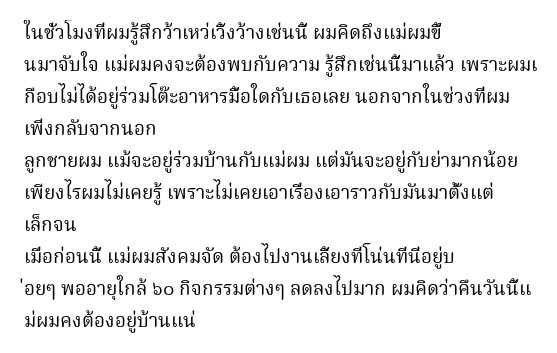 ในชั่วโมงที่ผมรู้สึกว้าเหว่เวิ้งว้างเช่นนี้ ผมคิดถึงแม่ผมขึ้
นมาจับใจ แม่ผมคงจะต้องพบกับความ รู้สึกเช่นนี้มาแล้ว เพราะผมเ
กือบไม่ได้อยู่ร่วมโต๊ะอาหารมื้อใดกับเธอเลย นอกจากในช่วงที่ผม
เพิ่งกลับจากนอก
ลูกชายผม แม้จะอยู่ร่วมบ้านกับแม่ผม แต่มันจะอยู่กับย่ามากน้อย
เพียงไรผมไม่เคยรู้ เพราะไม่เคยเอาเรื่องเอาราวกับมันมาตั้งแต่
เล็กจน
เมื่อก่อนนี้ แม่ผมสังคมจัด ต้องไปงานเลี้ยงที่โน่นที่นี่อยู่บ
่อยๆ พออายุใกล้ ๖๐ กิจกรรมต่างๆ ลดลงไปมาก ผมคิดว่าคืนวันนี้แ
ม่ผมคงต้องอยู่บ้านแน่